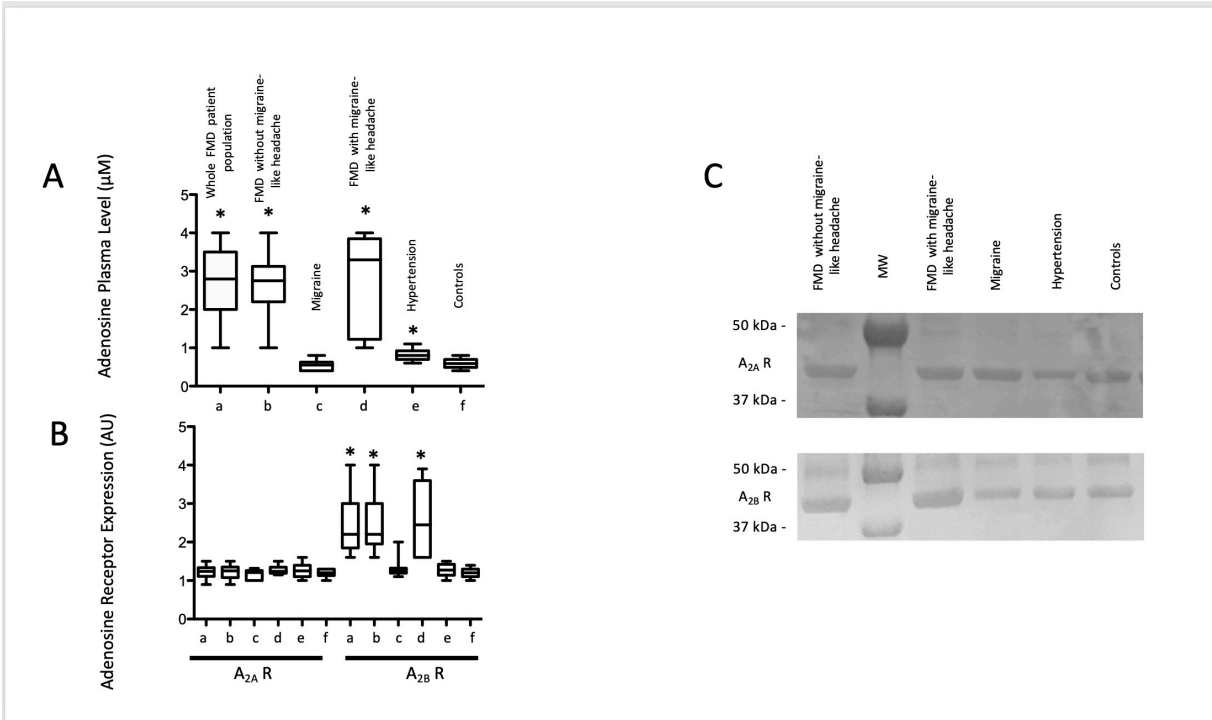 A
Adenosine Plasma Level (μM)
Whole FMD patient
population
FMD without migraine-
like headache
Migraine
FMD with migraine-
like headache
Hypertension
Controls
5
4
3
2
1
0
* * * *
a b c d e f
B
Adenosine Receptor Expression (AU)
5
4
3
2
1
0
* * *
a b c d e f a b c d e f
A2A R A2B R
C
FMD without migraine-
like headache
MW
FMD with migraine-
like headache
Migraine
Hypertension
Controls
50 kDa -
A2A R
37 kDa -
50 kDa -
A2B R
37 kDa -